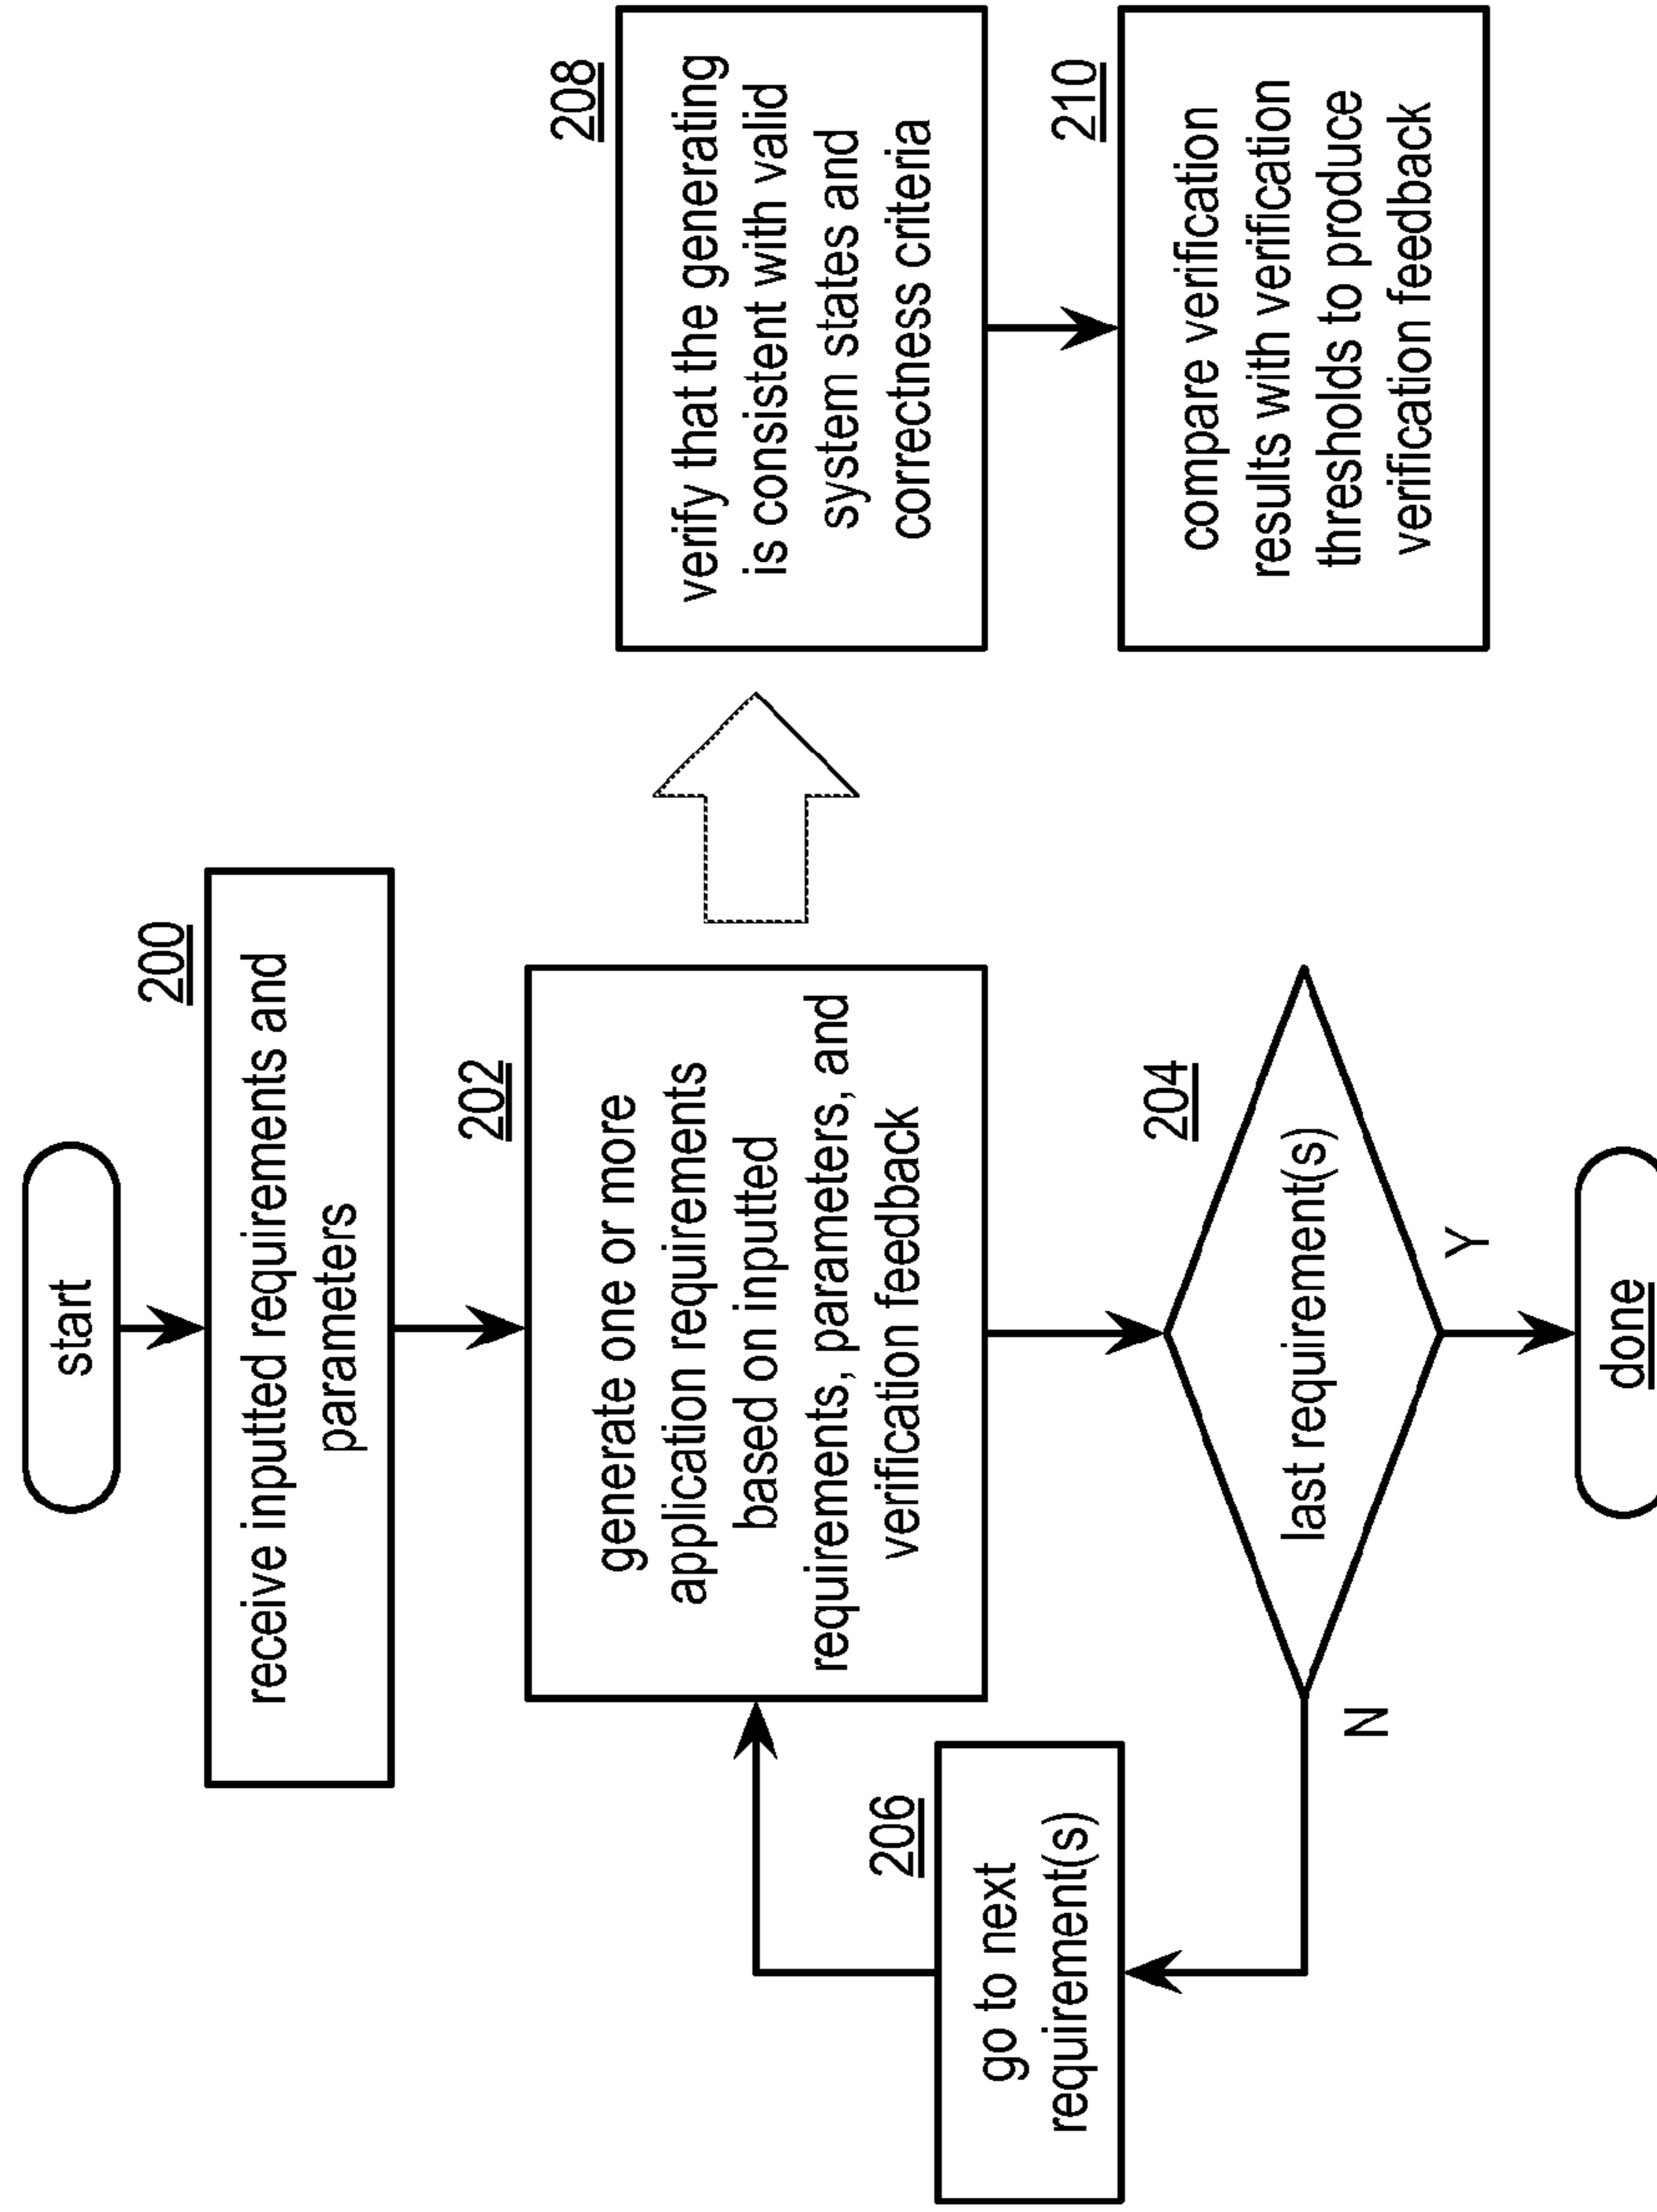 start
200
receive inputted requirements and
parameters
202
generate one or more
application requirements
based on inputted
requirements, parameters, and
verification feedback
204
last requirement(s)
Y
N
done
206
go to next
requirement(s)
208
verify that the generating
is consistent with valid
system states and
correctness criteria
210
compare verification
results with verification
thresholds to produce
verification feedback